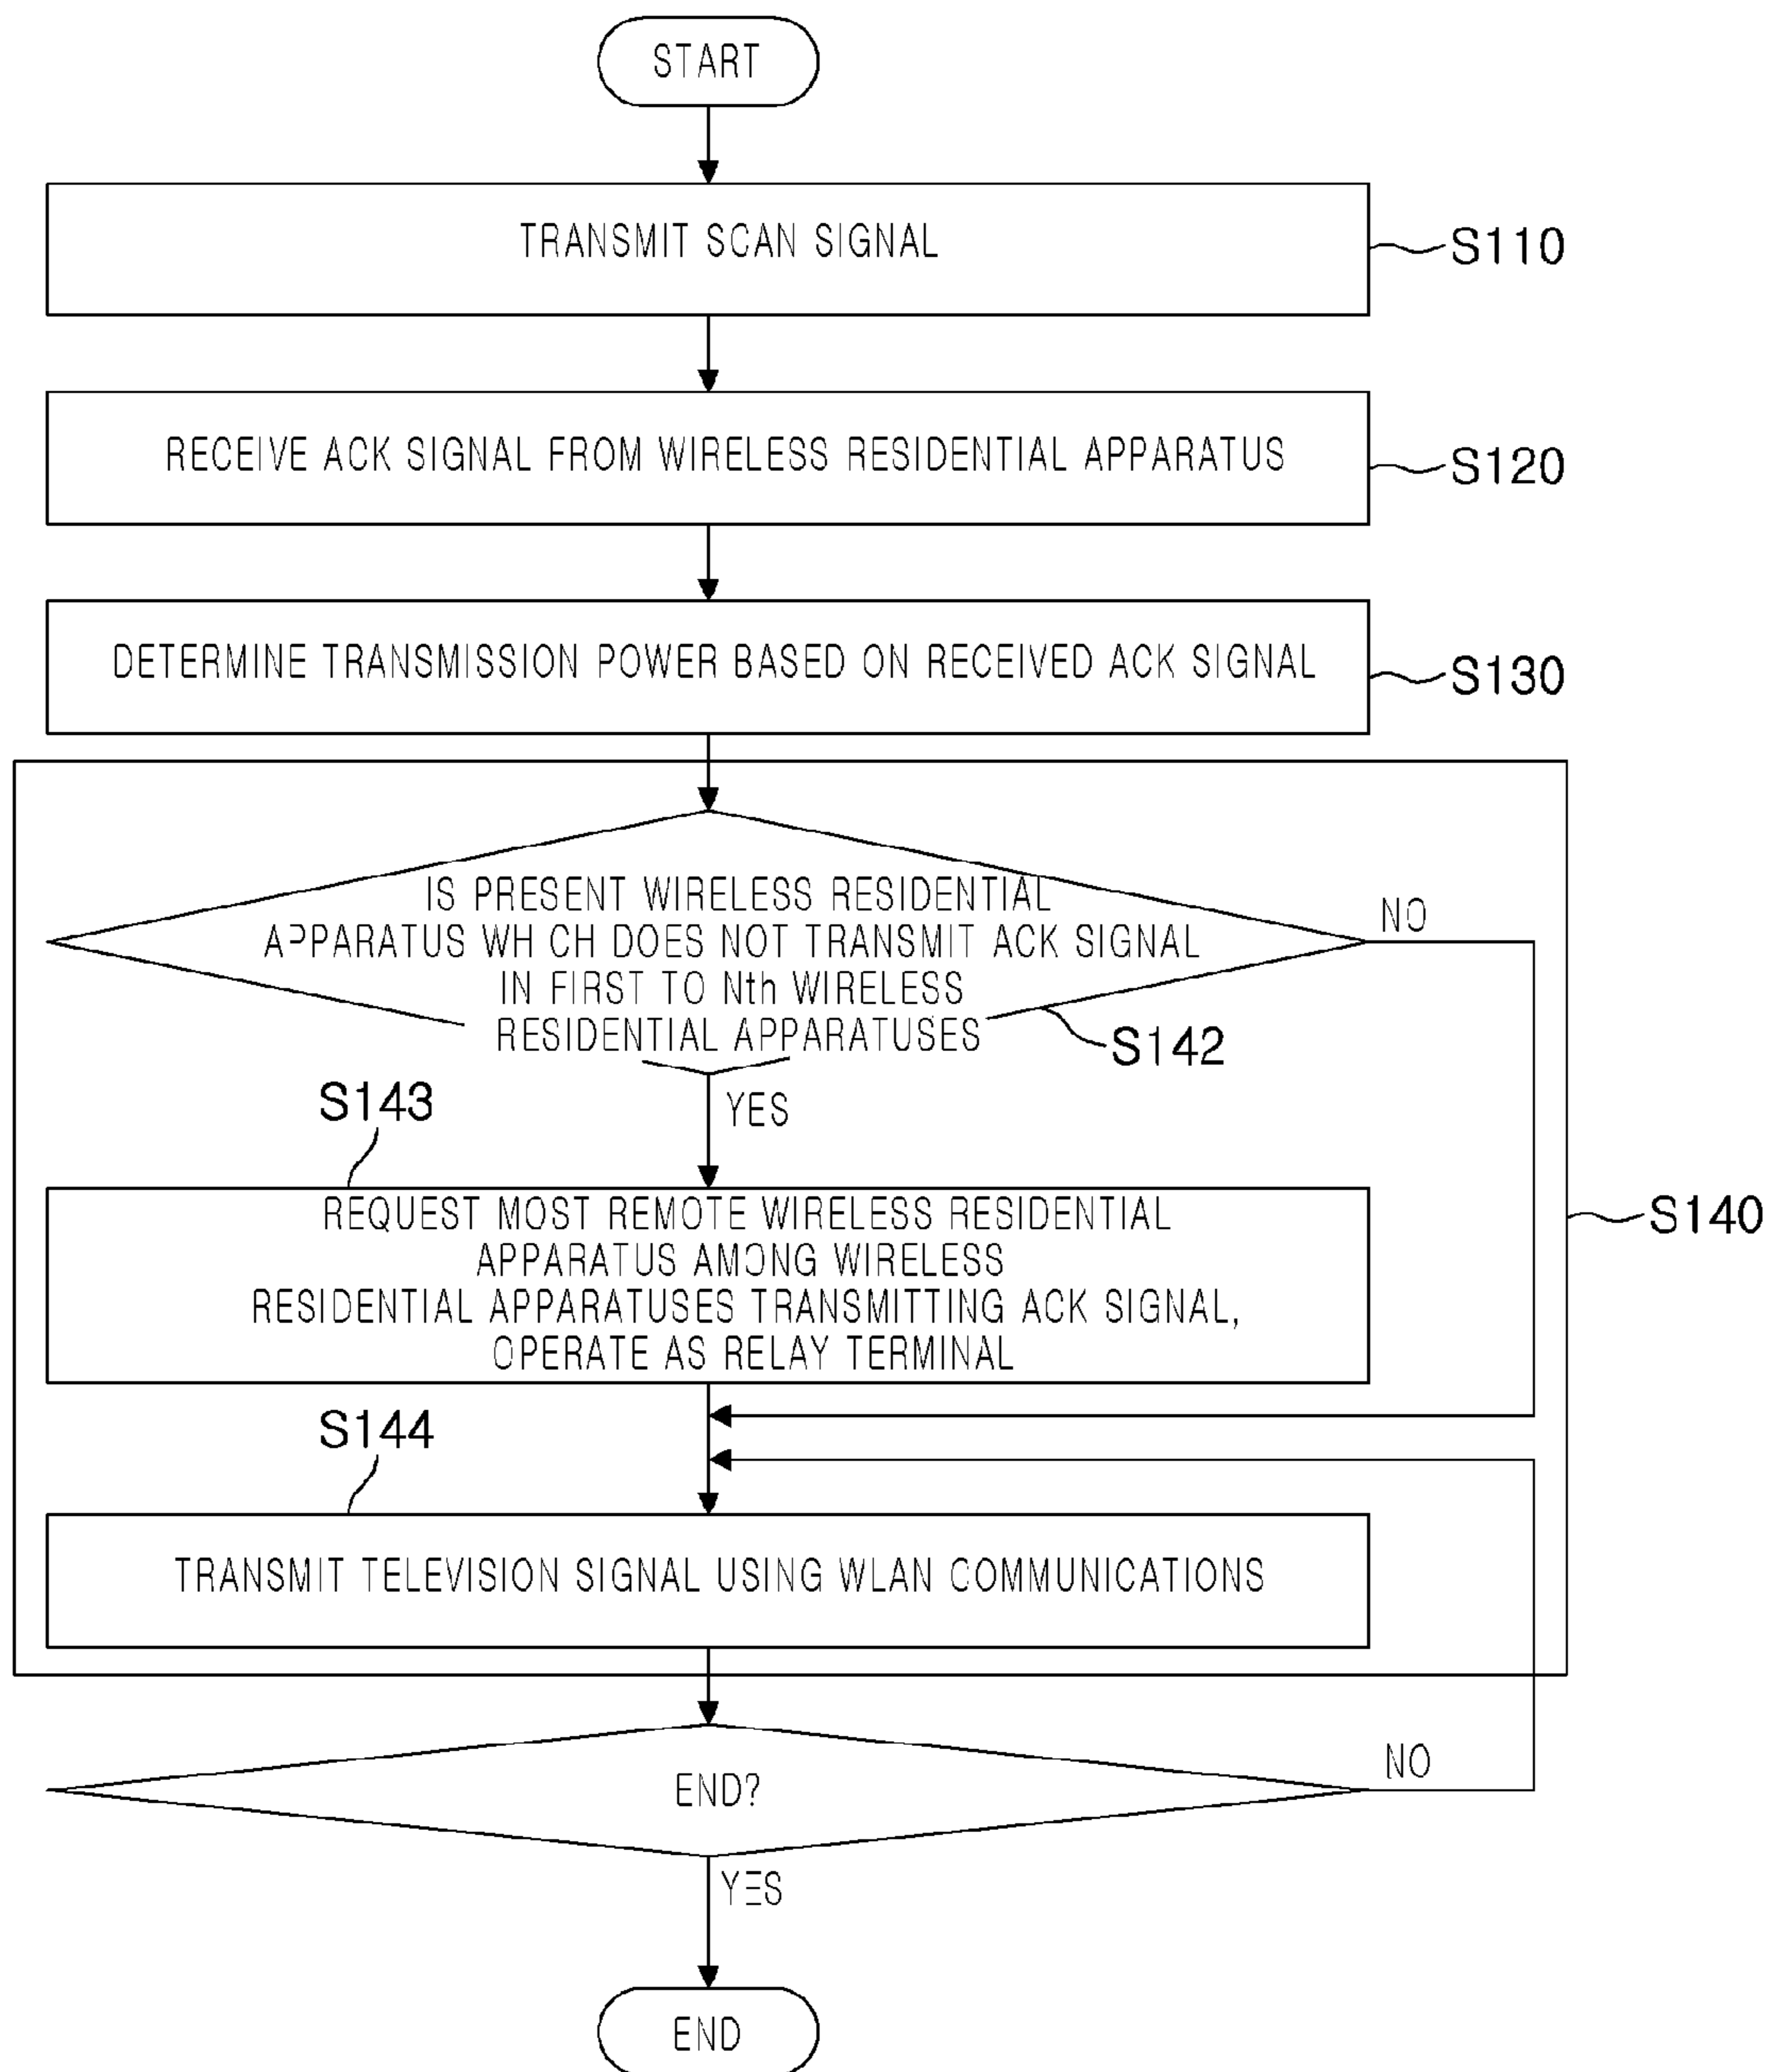 START
TRANSMIT SCAN SIGNAL
S110
RECEIVE ACK SIGNAL FROM WIRELESS RESIDENTIAL APPARATUS
S120
DETERMINE TRANSMISSION POWER BASED ON RECEIVED ACK SIGNAL
S130
IS PRESENT WIRELESS RESIDENTIAL
APPARATUS WH CH DOES NOT TRANSMIT ACK SIGNAL
IN FIRST TO Nth WIRELESS
RESIDENTIAL APPARATUSES
NO
S142
YES
S143
REQUEST MOST REMOTE WIRELESS RESIDENTIAL
APPARATUS AMONG WIRELESS
RESIDENTIAL APPARATUSES TRANSMITTING ACK SIGNAL,
OPERATE AS RELAY TERMINAL
S140
S144
TRANSMIT TELEVISION SIGNAL USING WLAN COMMUNICATIONS
END?
NO
YES
END